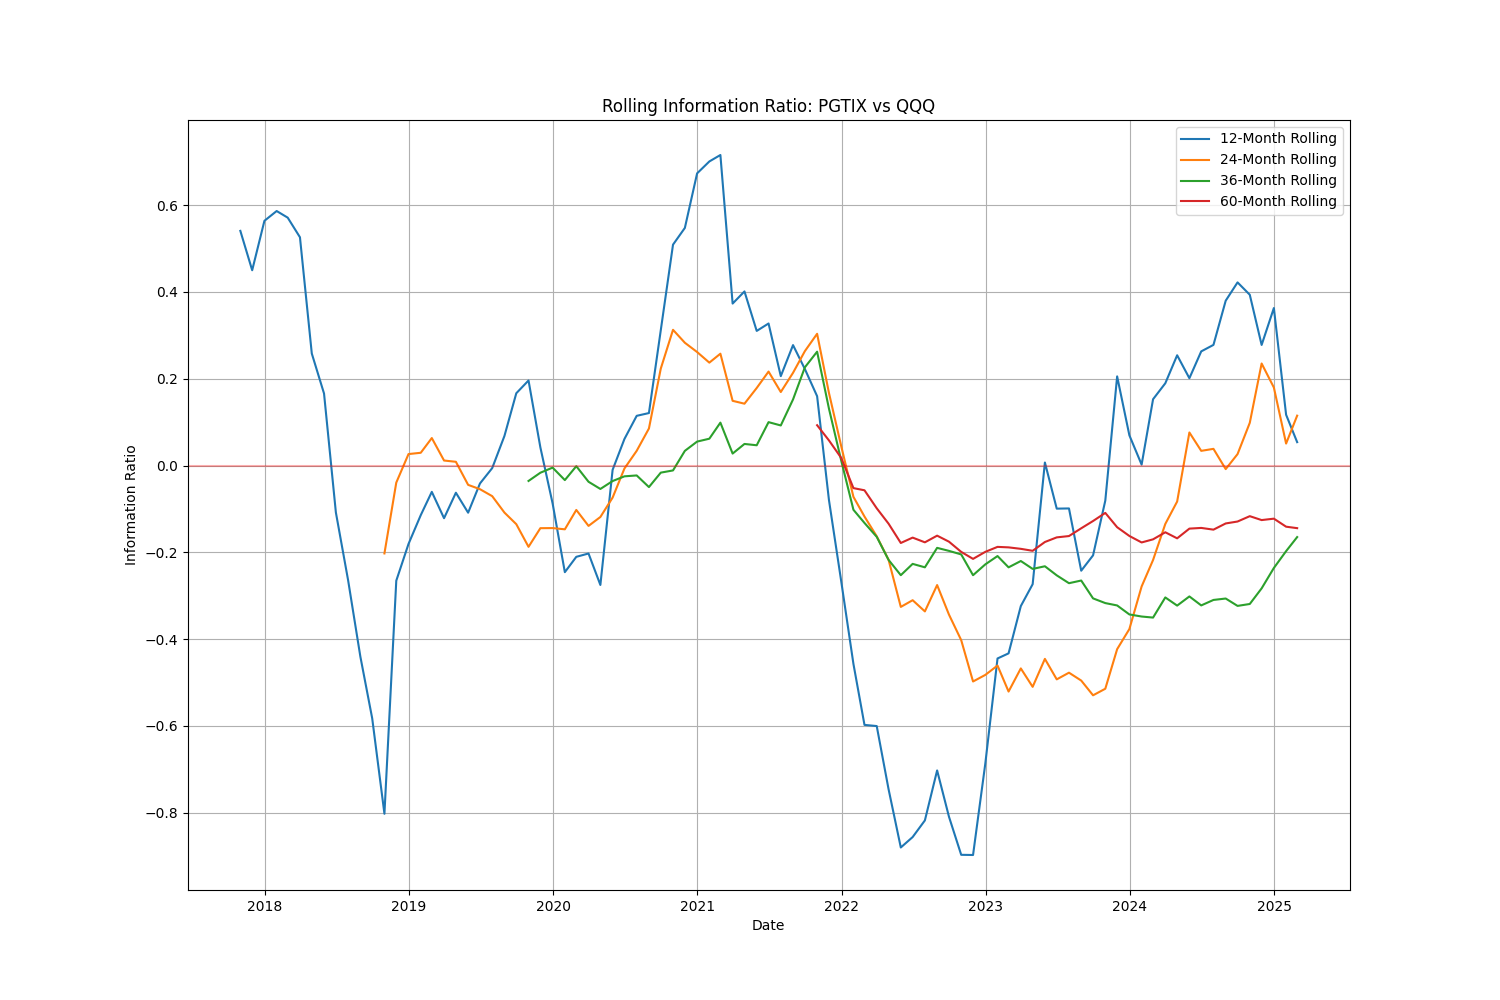 Rolling Information Ratio: PGTIX vs QQQ
12-Month Rolling
24-Month Rolling
36-Month Rolling
60-Month Rolling
Information Ratio
0.6
0.4
0.2
0.0
−0.2
−0.4
−0.6
−0.8
2018
2019
2020
2021
2022
2023
2024
2025
Date